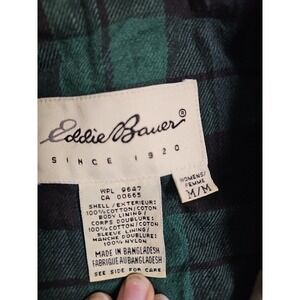 Eddie Bauer®
SINCE 1920
WOMENS/
FEMME
M/M
WPL 9647
CA 00665
SHELL/EXTERIEUR:
100%COTTON/COTON
BODY LINING/
CORPS DOUBLURE:
100%COTTON/COTON
SLEEVE LINING/
MANCHE DOUBLURE:
100% NYLON
MADE IN BANGLADESH
FABRIQUE AU BANGLADESH
SEE SIDE FOR CARE